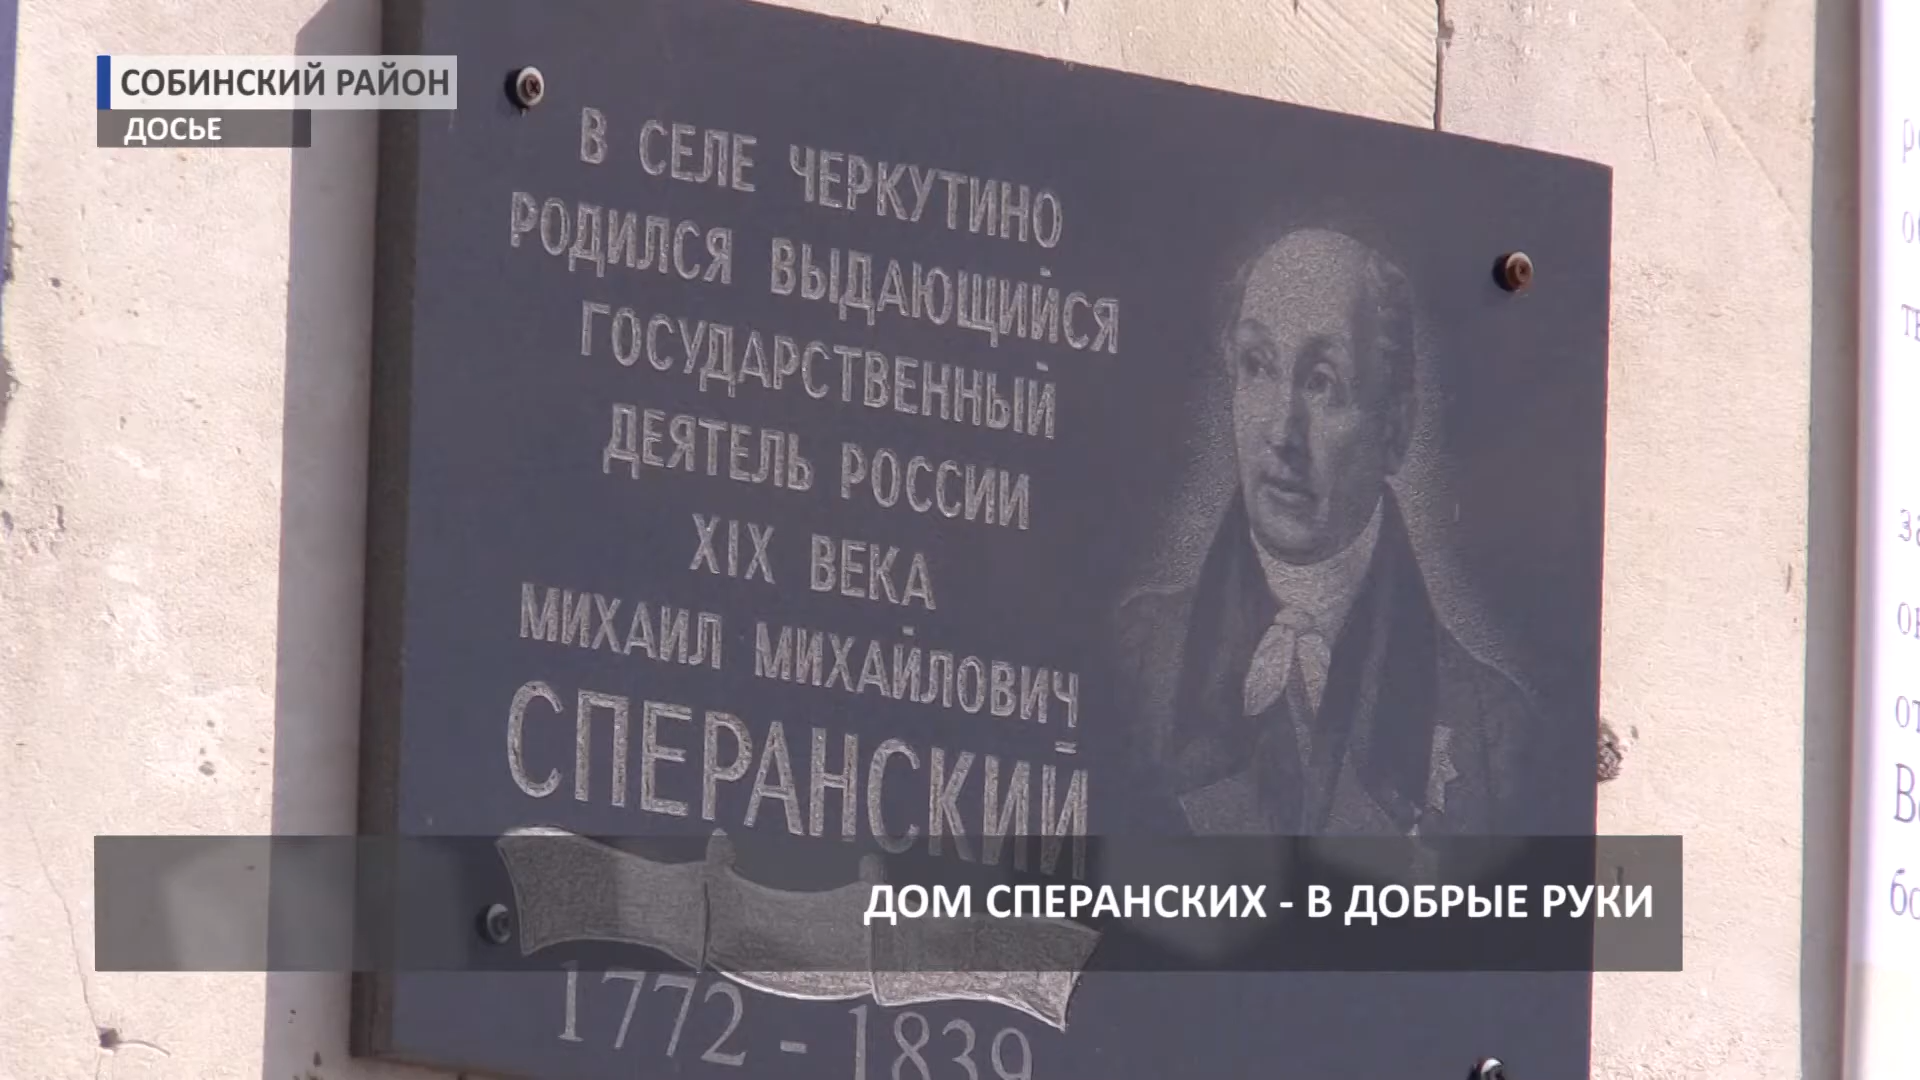 СОБИНСКИЙ РАЙОН
ДОСЬЕ
В СЕЛЕ ЧЕРКУТИНО
РОДИЛСЯ ВЫДАЮЩИЙСЯ
ГОСУДАРСТВЕННЫЙ
ДЕЯТЕЛЬ РОССИИ
XIX ВЕКА
МИХАИЛ МИХАЙЛОВИЧ
СПЕРАНСКИЙ
ДОМ СПЕРАНСКИХ - В ДОБРЫЕ РУКИ
1772 - 1839